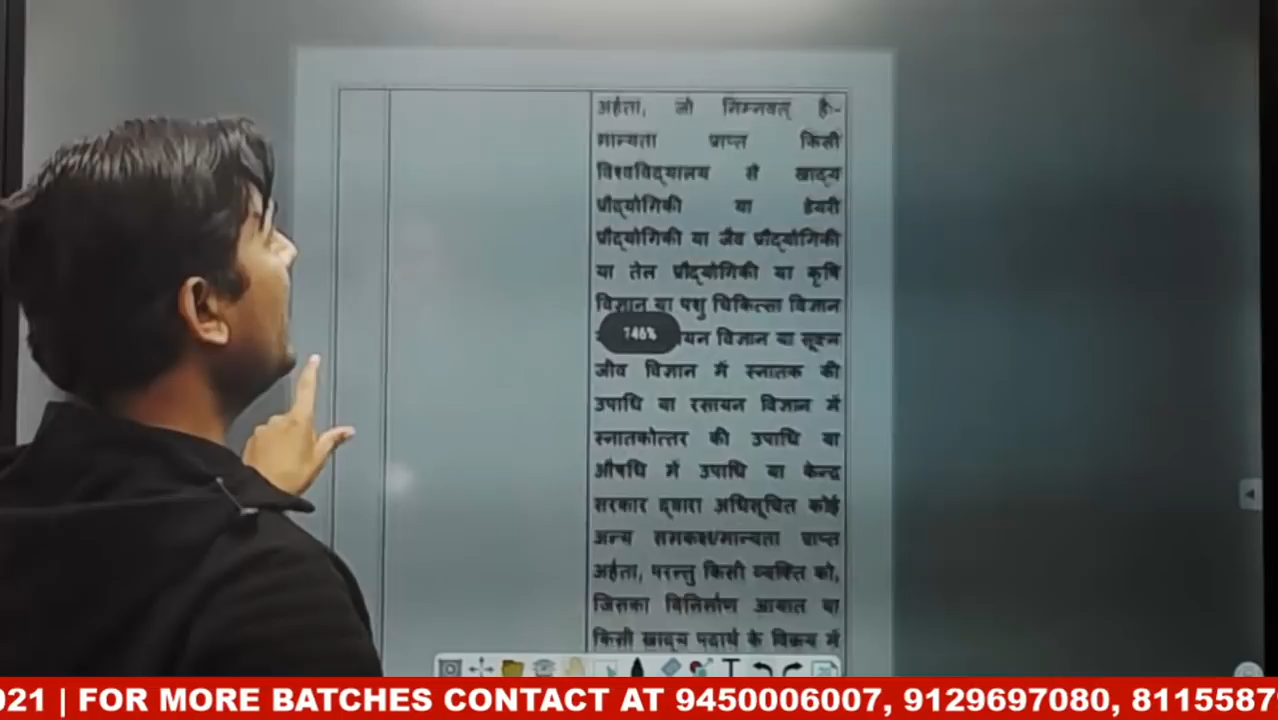 अर्हता, जो निम्नवत् है:-
मान्यता प्राप्त किसी
विश्वविद्यालय से खाद्य
प्रौद्योगिकी या डेयरी
प्रौद्योगिकी या जैव प्रौद्योगिकी
या तेल प्रौद्योगिकी या कृषि
विज्ञान या पशु चिकित्सा विज्ञान
यन विज्ञान या सूक्ष्म
746%
जीव विज्ञान में स्नातक की
उपाधि या रसायन विज्ञान में
स्नातकोत्तर की उपाधि या
औषधि में उपाधि या केन्द्र
सरकार द्वारा अधिसूचित कोई
अन्य समकक्ष/मान्यता प्राप्त
अर्हता, परन्तु किसी व्यक्ति को,
जिसका विनिर्माण आयात या
किसी खाद्य पदार्थ के विक्रय में
T
021 | FOR MORE BATCHES CONTACT AT 9450006007, 9129697080, 8115587